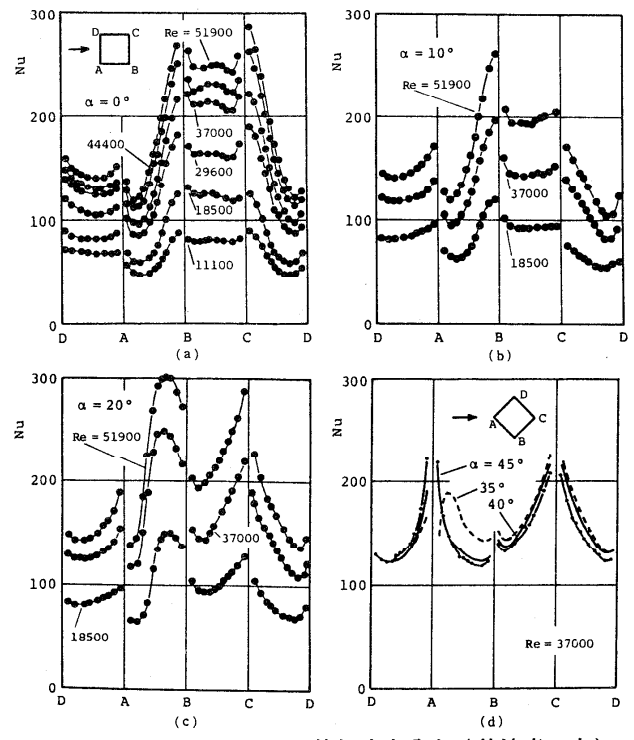 300
D C
Re = 51900
A B
α = 0°
Nu
200
44400
37000
29600
18500
100
11100
0
D A B C D
(a)
300
α = 10°
Re = 51900
Nu
200
37000
100
18500
0
D A B C D
(b)
300
α = 20°
Re = 51900
Nu
200
37000
100
18500
0
D A B C D
(c)
300
D
A C
B
Nu
α = 45°
35°
40°
200
100
Re = 37000
0
D A B C D
(d)